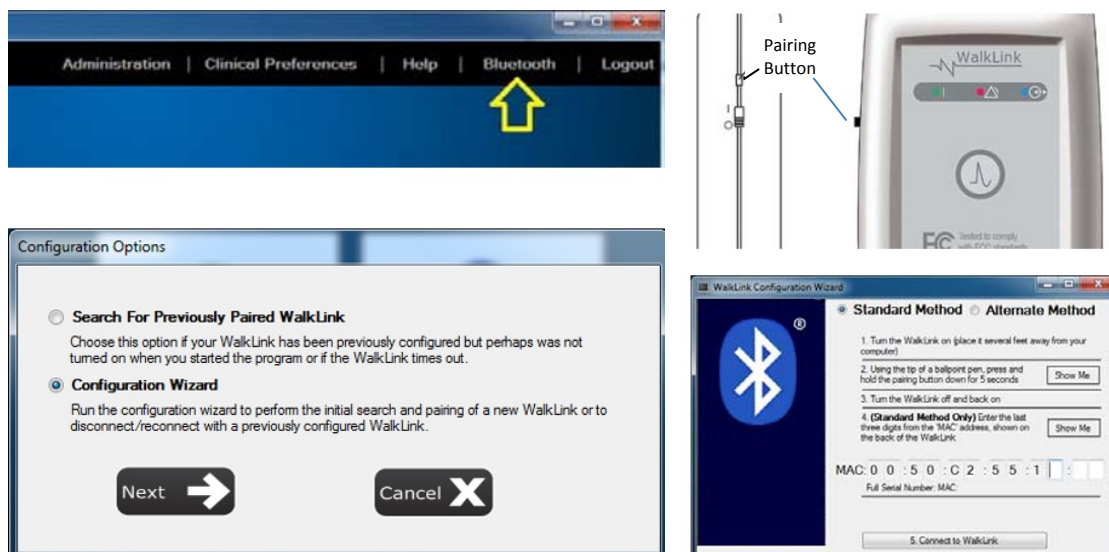 Administration | Clinical Preferences | Help | Bluetooth | Logout
Pairing
Button
I
O
WalkLink
FC Tested to comply
with FCC standards
Configuration Options
Search For Previously Paired WalkLink
Choose this option if your WalkLink has been previously configured but perhaps was not
turned on when you started the program or if the WalkLink times out.
Configuration Wizard
Run the configuration wizard to perform the initial search and pairing of a new WalkLink or to
disconnect/reconnect with a previously configured WalkLink.
Next
Cancel X
WalkLink Configuration Wizard
®
Standard Method Alternate Method
1. Turn the WalkLink on (place it several feet away from your
computer)
2. Using the tip of a ballpoint pen, press and
hold the pairing button down for 5 seconds
Show Me
3. Turn the WalkLink off and back on
4. (Standard Method Only) Enter the last
three digits from the 'MAC' address, shown on
the back of the WalkLink
Show Me
MAC: 0 0 : 5 0 : C 2 : 5 5 : 1 :
Full Serial Number: MAC:
5. Connect to WalkLink